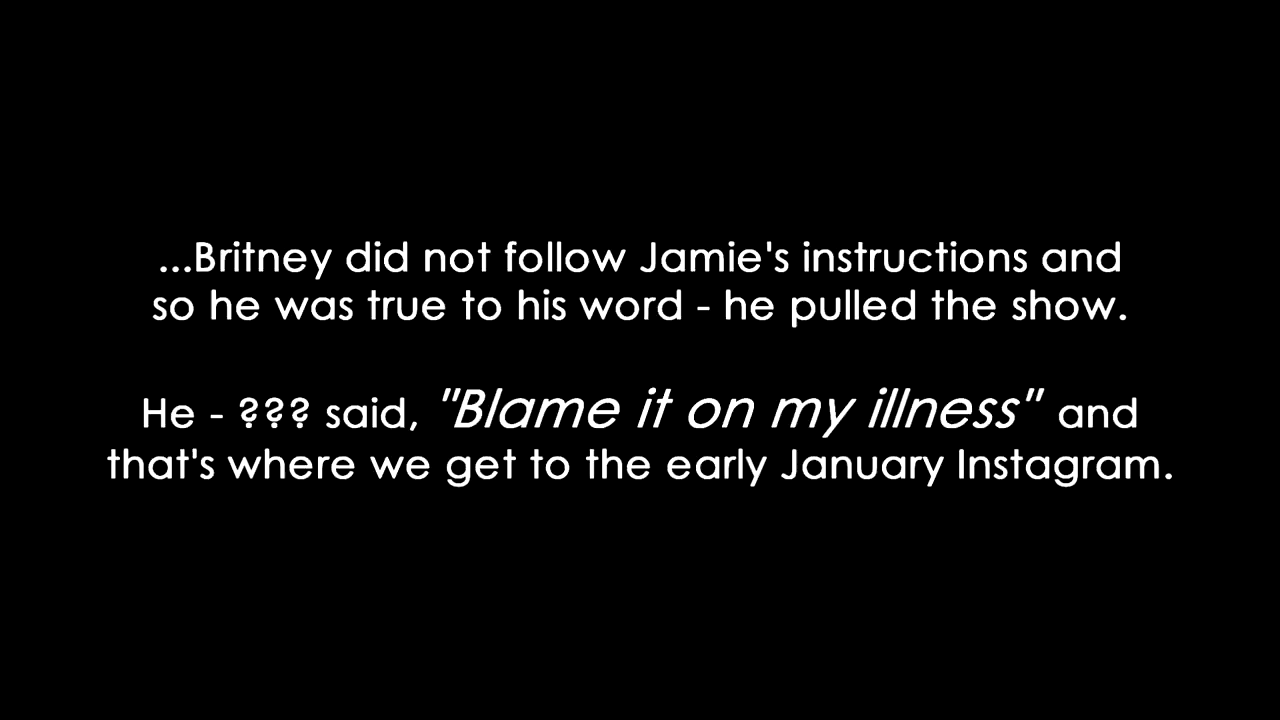 ...Britney did not follow Jamie's instructions and
so he was true to his word - he pulled the show.
He - ??? said, "Blame it on my illness" and
that's where we get to the early January Instagram.